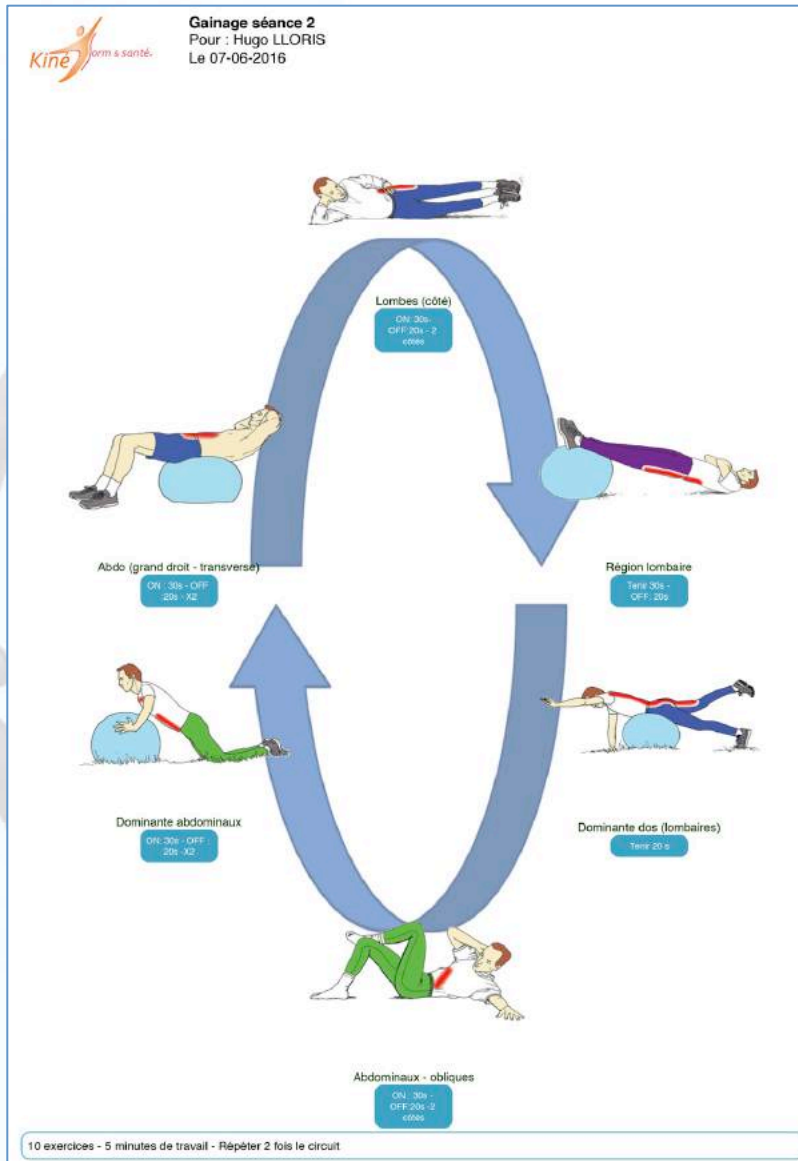 Kiné form & santé.
Gainage séance 2
Pour : Hugo LLORIS
Le 07-06-2016
Lombes (côté)
ON: 30s-
OFF:20s - 2
côtés
Région lombaire
Tenir 30s -
OFF: 20s
Dominante dos (lombaires)
Tenir 20 s
Abdominaux - obliques
ON : 30s -
OFF:20s -2
côtés
Dominante abdominaux
ON: 30s - OFF :
20s -X2
Abdo (grand droit - transverse)
ON : 30s - OFF
:20s - X2
10 exercices - 5 minutes de travail - Répéter 2 fois le circuit